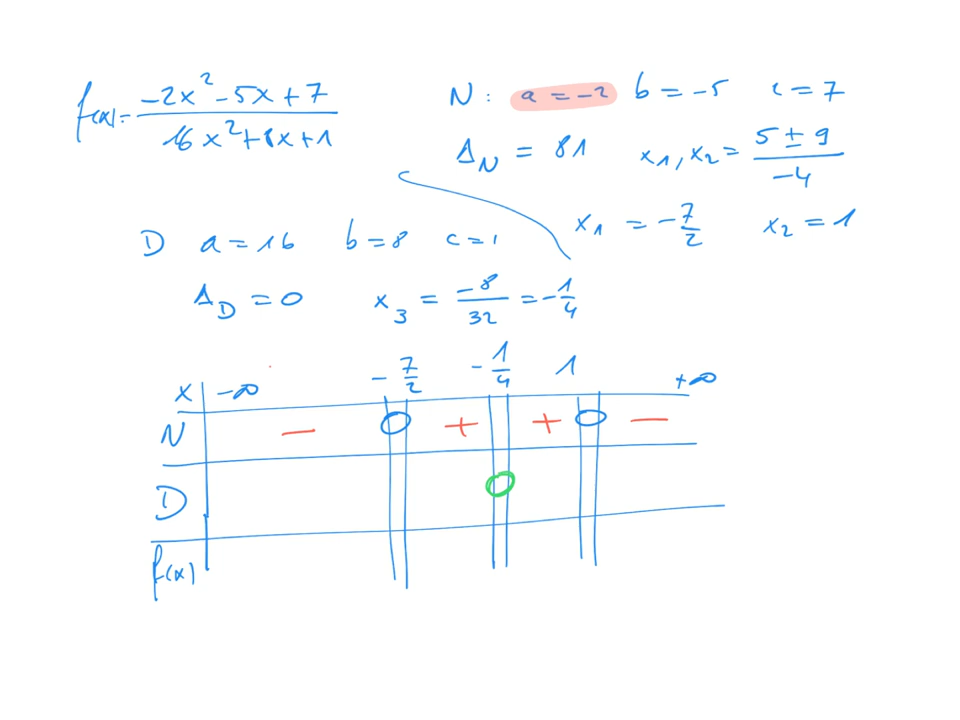 f(x) = (-2x² - 5x + 7) / (16x² + 8x + 1)
N : a = -2 b = -5 c = 7
Δ_N = 81 x₁, x₂ = (5 ± 9) / -4
x₁ = -7/2 x₂ = 1
D a = 16 b = 8 c = 1
Δ_D = 0 x₃ = -8/32 = -1/4
x -∞ -7/2 -1/4 1 +∞
N - 0 + + 0 -
D 0
f(x)